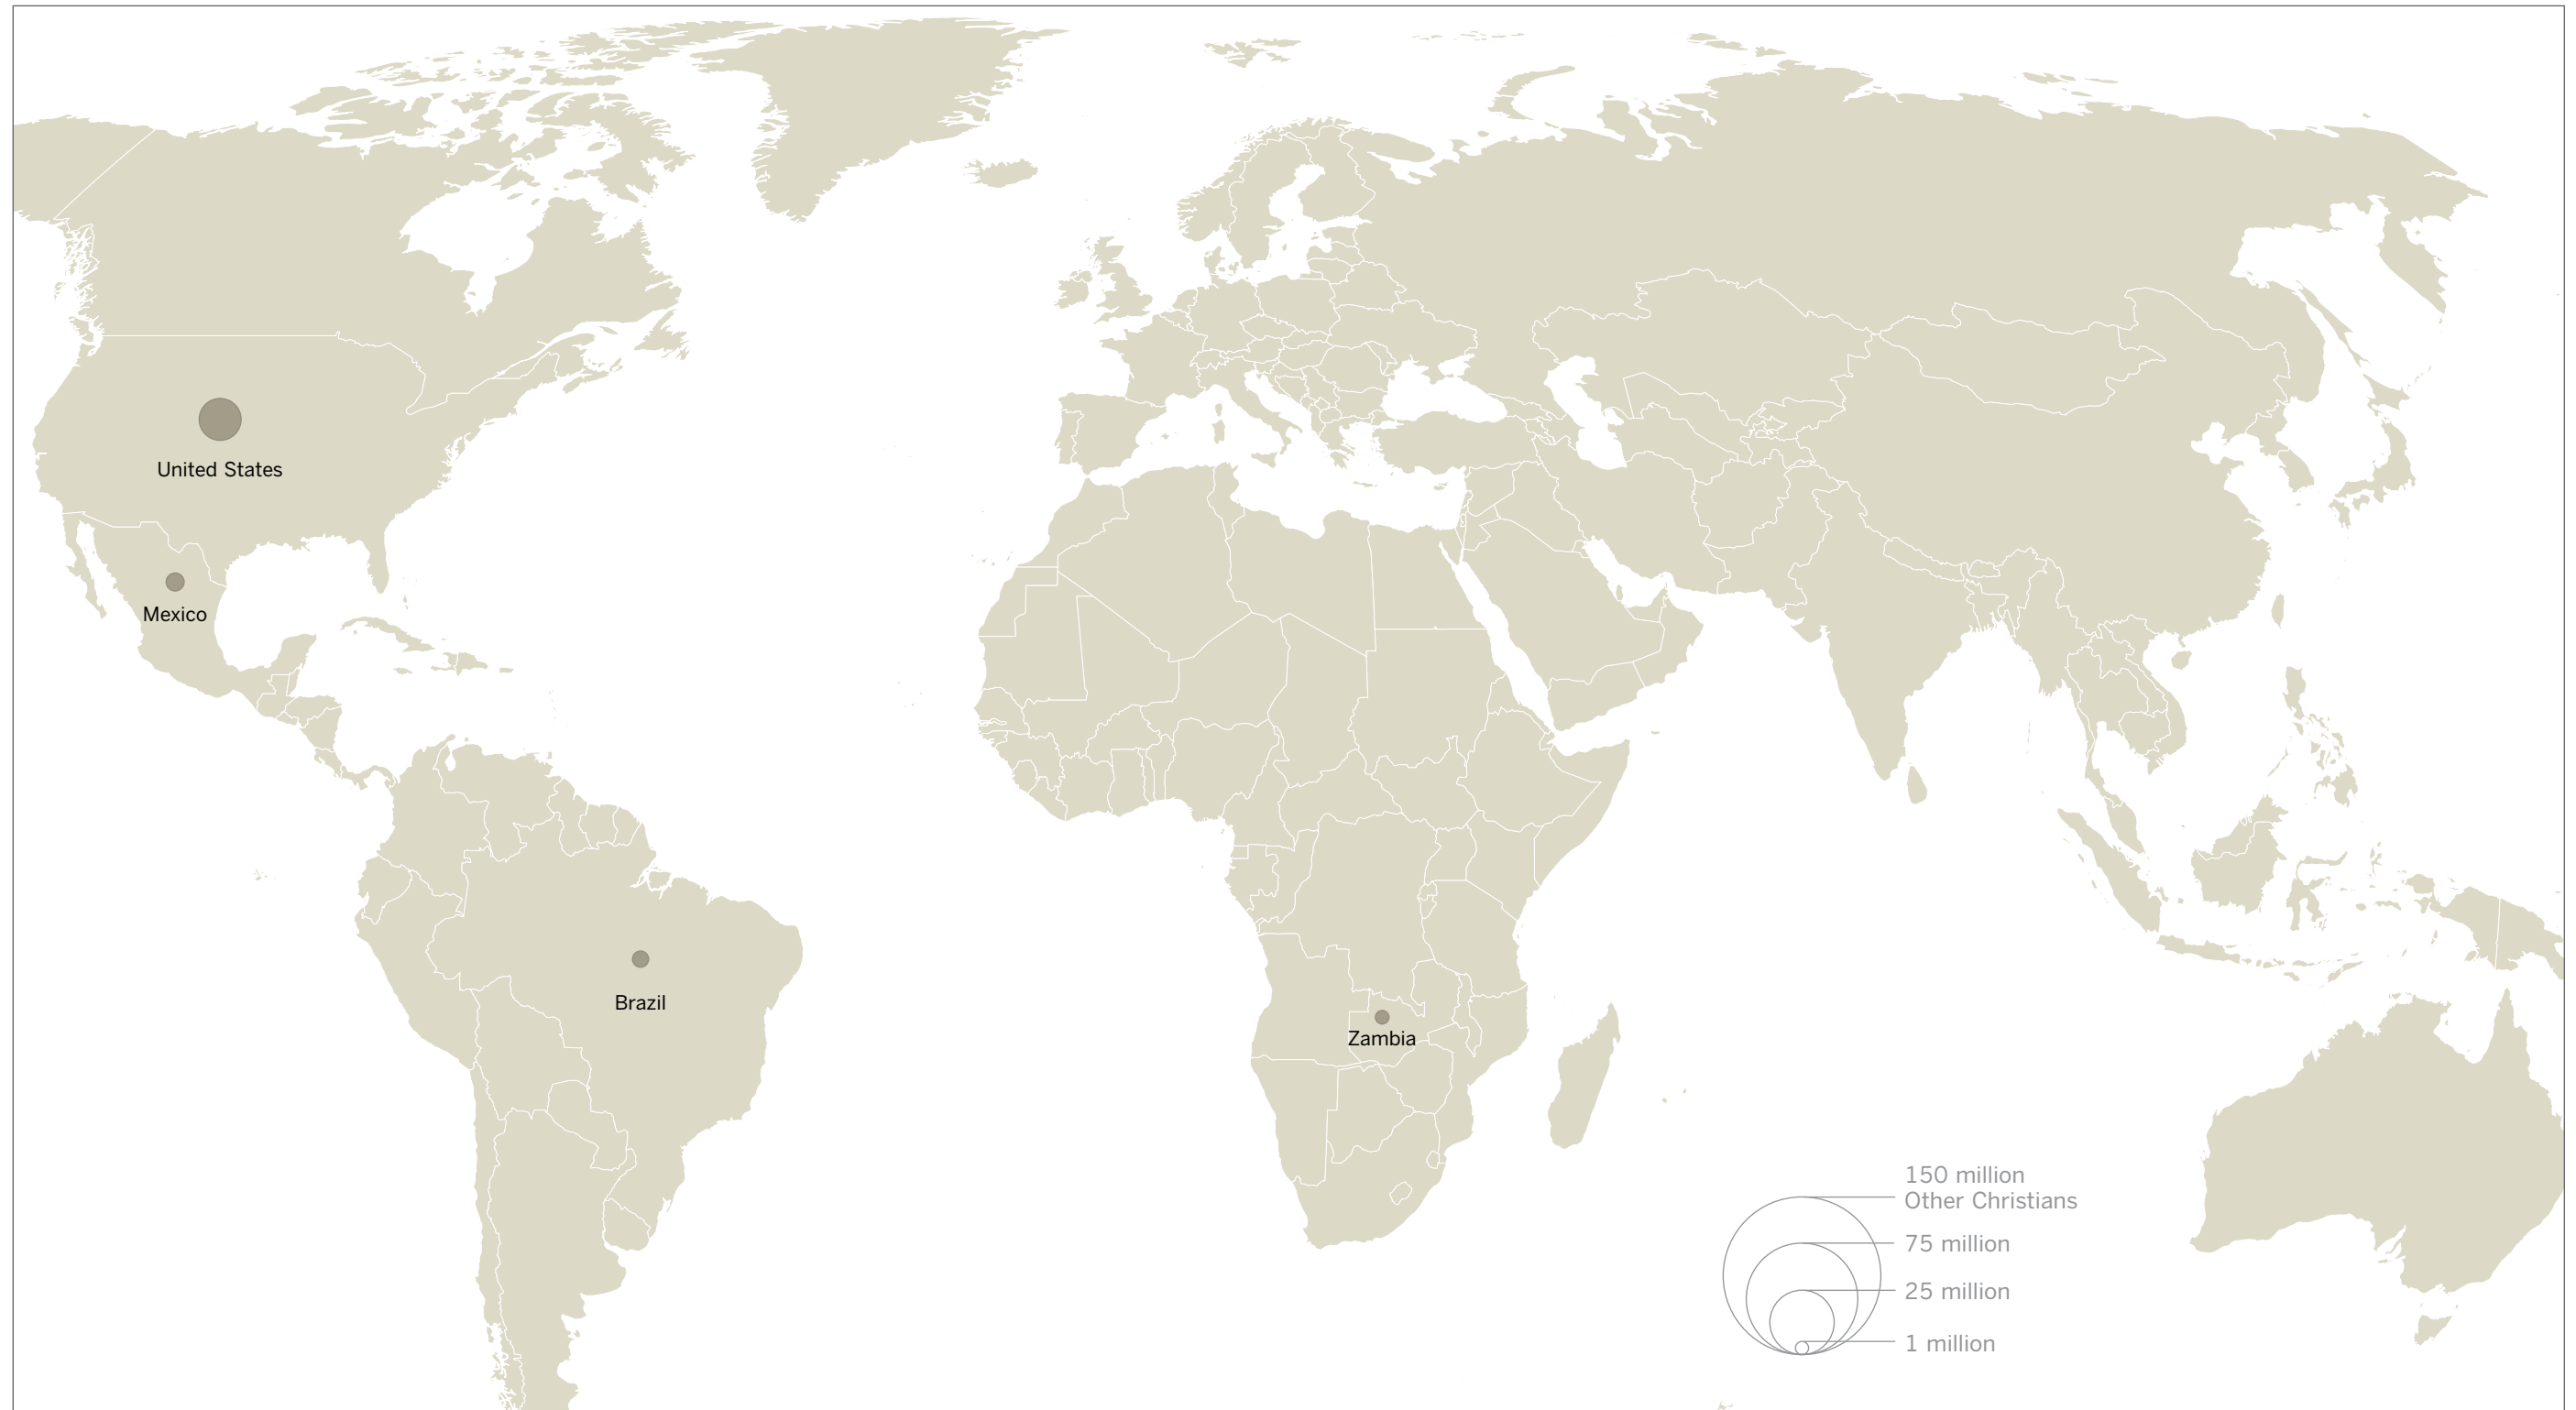 United States
Mexico
Brazil
Zambia
150 million
Other Christians
75 million
25 million
1 million